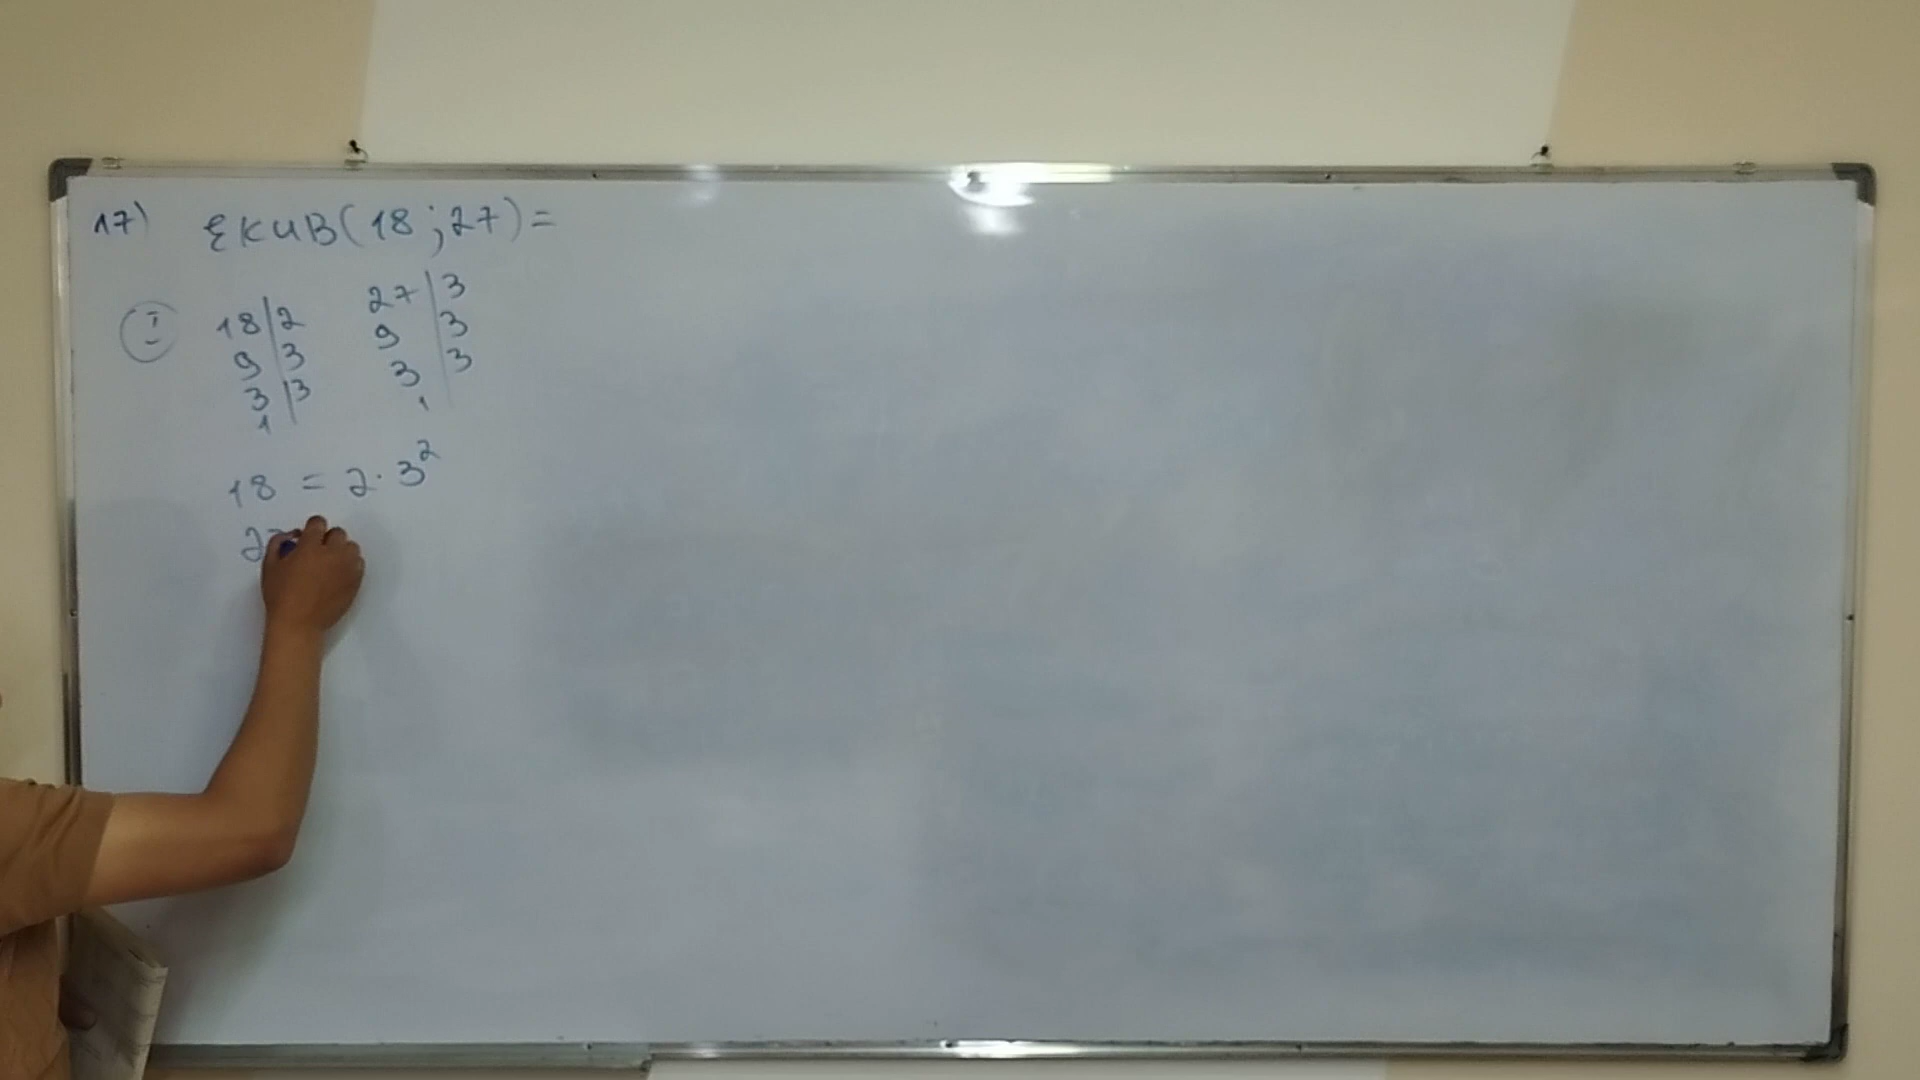 17) EKUB(18;27)=
18|2 27|3
9|3 9|3
3|3 3|3
1 1
18 = 2·3²
27